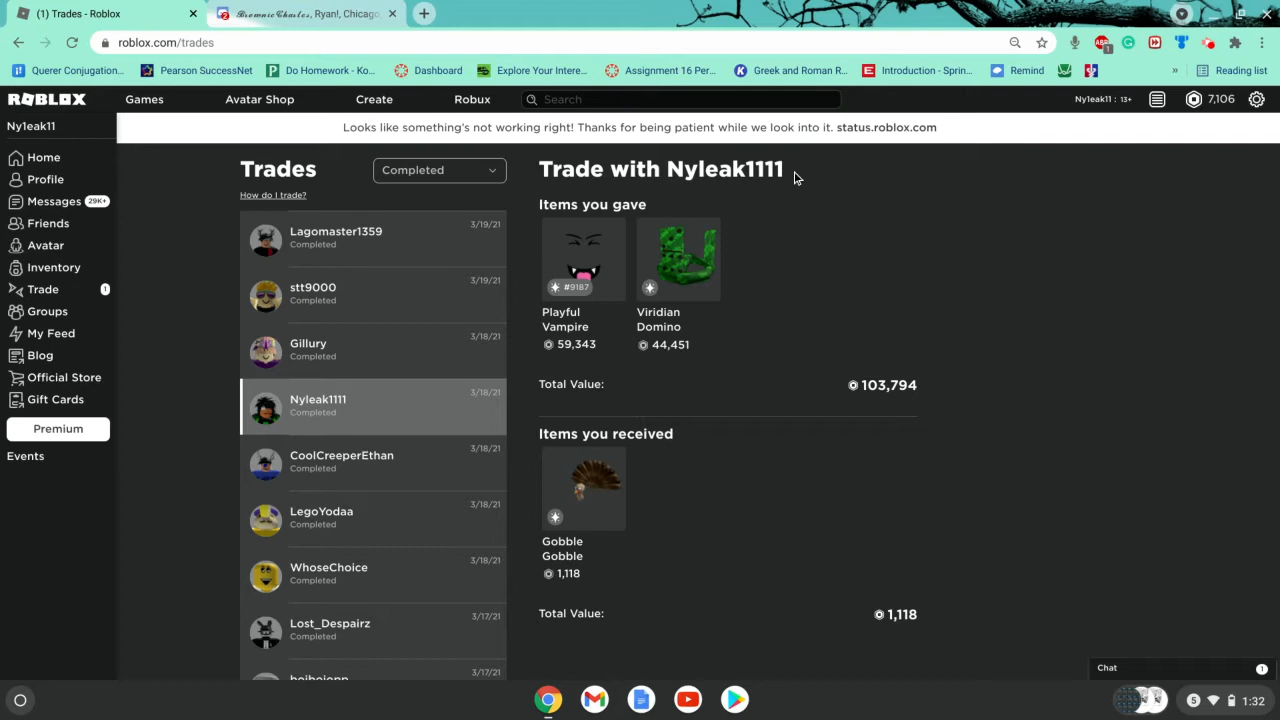 (1) Trades - Roblox
𝓑𝓻𝓸𝔀𝓷𝓲𝓮 𝓒𝓱𝓪𝓻𝓵𝓮𝓼, Ryan!, Chicago
roblox.com/trades
Querer Conjugation...
Pearson SuccessNet
Do Homework - Ko...
Dashboard
Explore Your Intere...
Assignment 16 Per...
Greek and Roman R...
Introduction - Sprin...
Remind
»
Reading list
ROBLOX
Games
Avatar Shop
Create
Robux
Search
Ny1eak11 : 13+
7,106
Ny1eak11
Looks like something's not working right! Thanks for being patient while we look into it. status.roblox.com
Home
Profile
Messages 29K+
Friends
Avatar
Inventory
Trade 1
Groups
My Feed
Blog
Official Store
Gift Cards
Premium
Events
Trades
Completed
How do I trade?
Lagomaster1359 3/19/21
Completed
stt9000 3/19/21
Completed
Gillury 3/18/21
Completed
Nyleak1111 3/18/21
Completed
CoolCreeperEthan 3/18/21
Completed
LegoYodaa 3/18/21
Completed
WhoseChoice 3/18/21
Completed
Lost_Despairz 3/17/21
Completed
3/17/21
Trade with Nyleak1111
Items you gave
#9187
Playful
Vampire
59,343
Viridian
Domino
44,451
Total Value: 103,794
Items you received
Gobble
Gobble
1,118
Total Value: 1,118
Chat 1
5
1:32